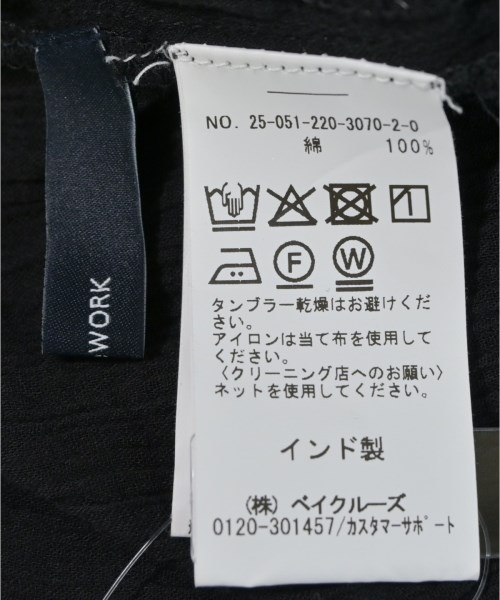 WORK
NO. 25-051-220-3070-2-0
綿 100%
F
W
タンブラー乾燥はお避けくだ
さい。
アイロンは当て布を使用して
ください。
〈クリーニング店へのお願い〉
ネットを使用してください。
インド製
(株) ベイクルーズ
0120-301457/カスタマーサポート